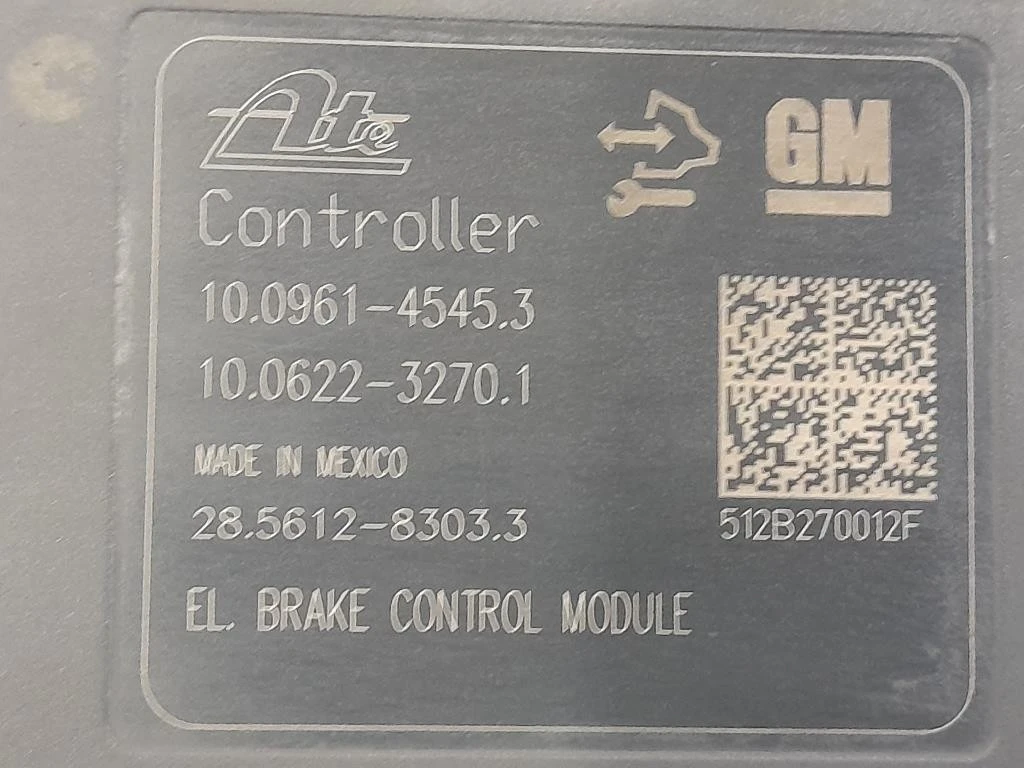 Ate
GM
Controller
10.0961-4545.3
10.0622-3270.1
MADE IN MEXICO
28.5612-8303.3
512B270012F
EL. BRAKE CONTROL MODULE